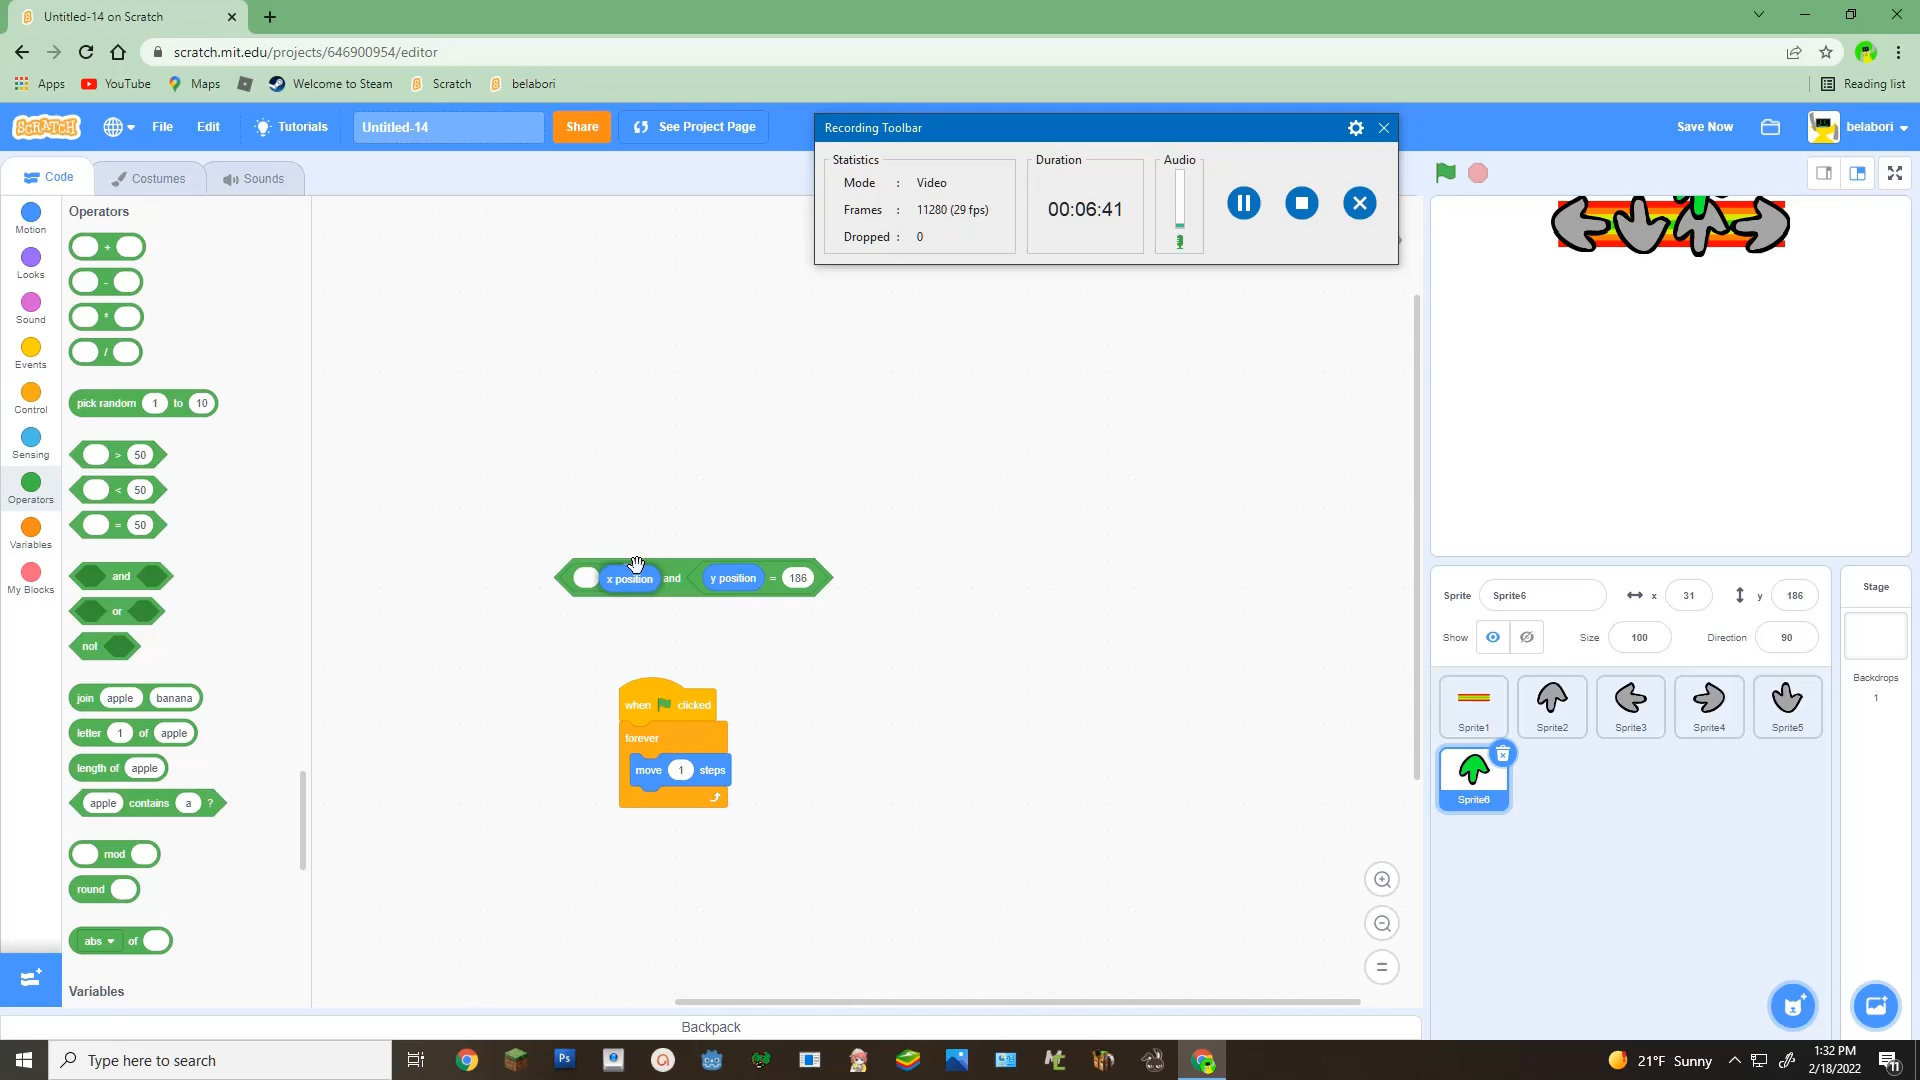 Untitled-14 on Scratch
scratch.mit.edu/projects/646900954/editor
Apps YouTube Maps Welcome to Steam Scratch belabori Reading list
SCRATCH File Edit Tutorials Untitled-14 Share See Project Page Save Now belabori
Recording Toolbar
Statistics Duration Audio
Mode : Video
Frames : 11280 (29 fps)
Dropped : 0
00:06:41
Code Costumes Sounds
Motion
Looks
Sound
Events
Control
Sensing
Operators
Variables
My Blocks
Operators
+
-
*
/
pick random 1 to 10
> 50
< 50
= 50
and
or
not
join apple banana
letter 1 of apple
length of apple
apple contains a ?
mod
round
abs of
Variables
x position and y position = 186
when clicked
forever
move 1 steps
=
Backpack
Sprite Sprite6 x 31 y 186
Show Size 100 Direction 90
Sprite1 Sprite2 Sprite3 Sprite4 Sprite5
Sprite6
Stage
Backdrops
1
Type here to search
Ps
21°F Sunny
1:32 PM
2/18/2022
11